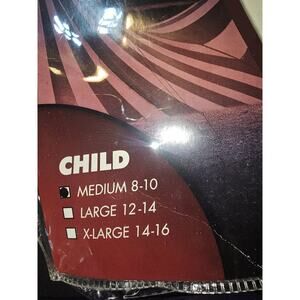 CHILD
MEDIUM 8-10
LARGE 12-14
X-LARGE 14-16